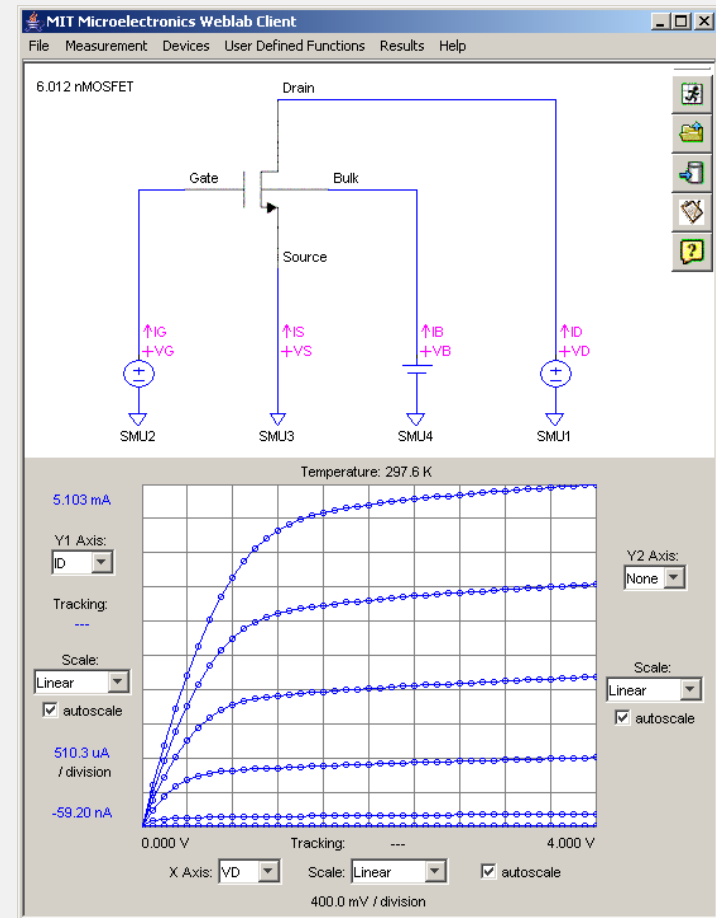 MIT Microelectronics Weblab Client
File Measurement Devices User Defined Functions Results Help
6.012 nMOSFET
Drain
Gate
Bulk
Source
IG
+VG
IS
+VS
IB
+VB
ID
+VD
SMU2
SMU3
SMU4
SMU1
Temperature: 297.6 K
5.103 mA
Y1 Axis:
ID
Tracking:
---
Scale:
Linear
autoscale
510.3 uA
/ division
-59.20 nA
Y2 Axis:
None
Scale:
Linear
autoscale
0.000 V Tracking: --- 4.000 V
X Axis: VD Scale: Linear autoscale
400.0 mV / division